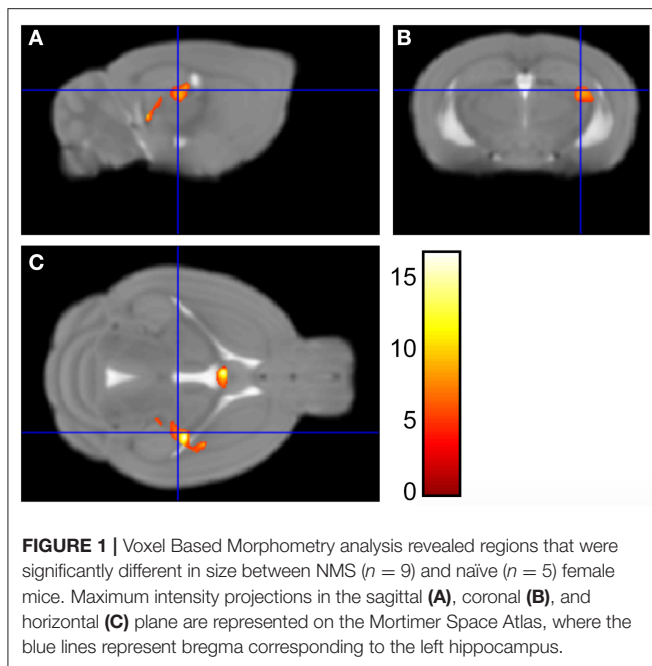 A
B
C
15
10
5
0
FIGURE 1 | Voxel Based Morphometry analysis revealed regions that were
significantly different in size between NMS (n = 9) and naïve (n = 5) female
mice. Maximum intensity projections in the sagittal (A), coronal (B), and
horizontal (C) plane are represented on the Mortimer Space Atlas, where the
blue lines represent bregma corresponding to the left hippocampus.